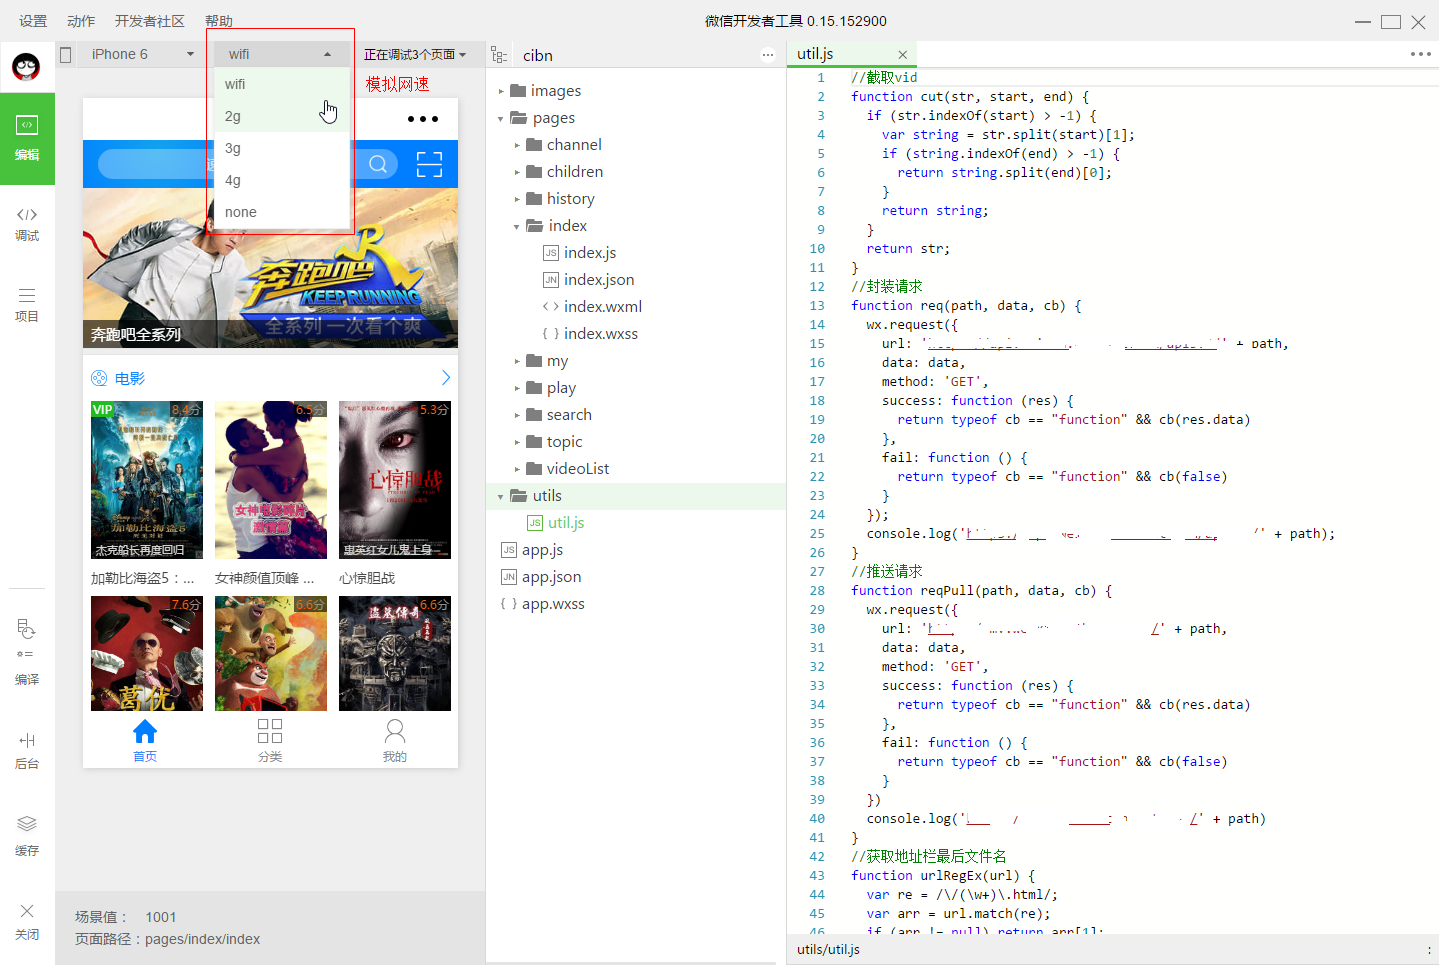 设置 动作 开发者社区 帮助
微信开发者工具 0.15.152900
iPhone 6
wifi
正在调试3个页面
模拟网速
wifi
2g
3g
4g
none
编辑
调试
项目
编译
后台
缓存
关闭
奔跑吧
KEEP RUNNING
全系列 一次看个爽
奔跑吧全系列
电影
VIP
8.4分
6.5分
5.3分
加勒比海盗5
女神电影碎片
激情篇
心惊胆战
杰克船长再度回归
惠英红女儿鬼上身
加勒比海盗5：...
女神颜值顶峰 ...
心惊胆战
7.6分
6.6分
6.6分
葛优
盗墓传奇
首页
分类
我的
场景值： 1001
页面路径：pages/index/index
cibn
images
pages
channel
children
history
index
JS index.js
JN index.json
< > index.wxml
{ } index.wxss
my
play
search
topic
videoList
utils
JS util.js
JS app.js
JN app.json
{ } app.wxss
util.js
1 //截取vid
2 function cut(str, start, end) {
3 if (str.indexOf(start) > -1) {
4 var string = str.split(start)[1];
5 if (string.indexOf(end) > -1) {
6 return string.split(end)[0];
7 }
8 return string;
9 }
10 return str;
11 }
12 //封装请求
13 function req(path, data, cb) {
14 wx.request({
15 url: ' ' + path,
16 data: data,
17 method: 'GET',
18 success: function (res) {
19 return typeof cb == "function" && cb(res.data)
20 },
21 fail: function () {
22 return typeof cb == "function" && cb(false)
23 }
24 });
25 console.log(' /' + path);
26 }
27 //推送请求
28 function reqPull(path, data, cb) {
29 wx.request({
30 url: ' /' + path,
31 data: data,
32 method: 'GET',
33 success: function (res) {
34 return typeof cb == "function" && cb(res.data)
35 },
36 fail: function () {
37 return typeof cb == "function" && cb(false)
38 }
39 })
40 console.log(' /' + path)
41 }
42 //获取地址栏最后文件名
43 function urlRegEx(url) {
44 var re = /\/(\w+)\.html/;
45 var arr = url.match(re);
46 if (arr != null) return arr[1];
utils/util.js